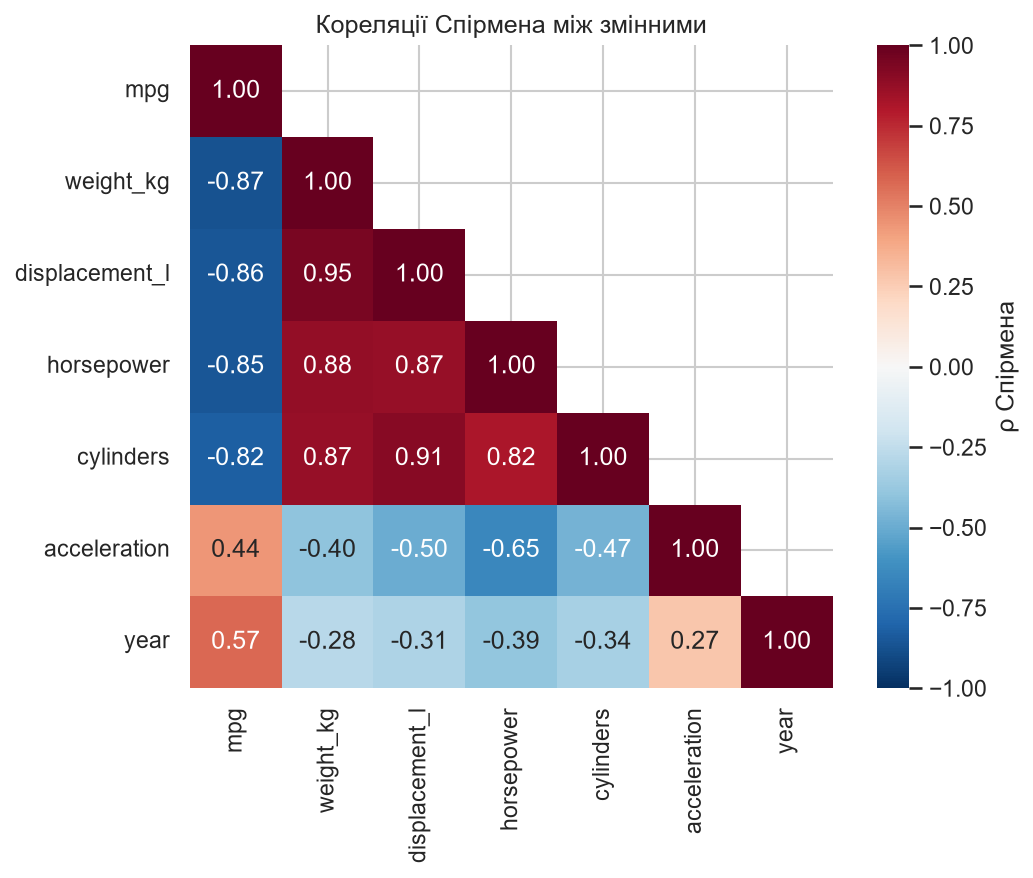 Кореляції Спірмена між змінними
mpg 1.00
weight_kg -0.87 1.00
displacement_l -0.86 0.95 1.00
horsepower -0.85 0.88 0.87 1.00
cylinders -0.82 0.87 0.91 0.82 1.00
acceleration 0.44 -0.40 -0.50 -0.65 -0.47 1.00
year 0.57 -0.28 -0.31 -0.39 -0.34 0.27 1.00
mpg weight_kg displacement_l horsepower cylinders acceleration year
1.00
0.75
0.50
0.25
0.00
−0.25
−0.50
−0.75
−1.00
ρ Спірмена